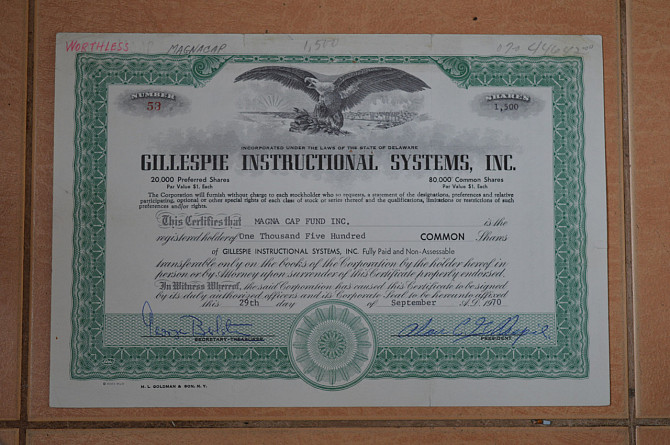 WORTHLESS MAGNACAP 1,500
NUMBER SHARES
53 1,500
INCORPORATED UNDER THE LAWS OF THE STATE OF DELAWARE
GILLESPIE INSTRUCTIONAL SYSTEMS, INC.
20,000 Preferred Shares 80,000 Common Shares
Par Value $1, Each Par Value $1, Each
The Corporation will furnish without charge to each stockholder who so requests, a statement of the designations, preferences and relative
participating, optional or other special rights of each class of stock or series thereof and the qualifications, limitations or restrictions of such
preferences and/or rights.
This Certifies that MAGNA CAP FUND INC. is the
registered holder of One Thousand Five Hundred COMMON Shares
of GILLESPIE INSTRUCTIONAL SYSTEMS, INC. Fully Paid and Non-Assessable
transferable only on the books of the Corporation by the holder hereof in
person or by Attorney upon surrender of this Certificate properly endorsed.
In Witness Whereof, the said Corporation has caused this Certificate to be signed
by its duly authorized officers and its Corporate Seal to be hereunto affixed
this 29th day of September A.D. 1970
SECRETARY-TREASURER PRESIDENT
H. L. GOLDMAN & SON, N. Y.